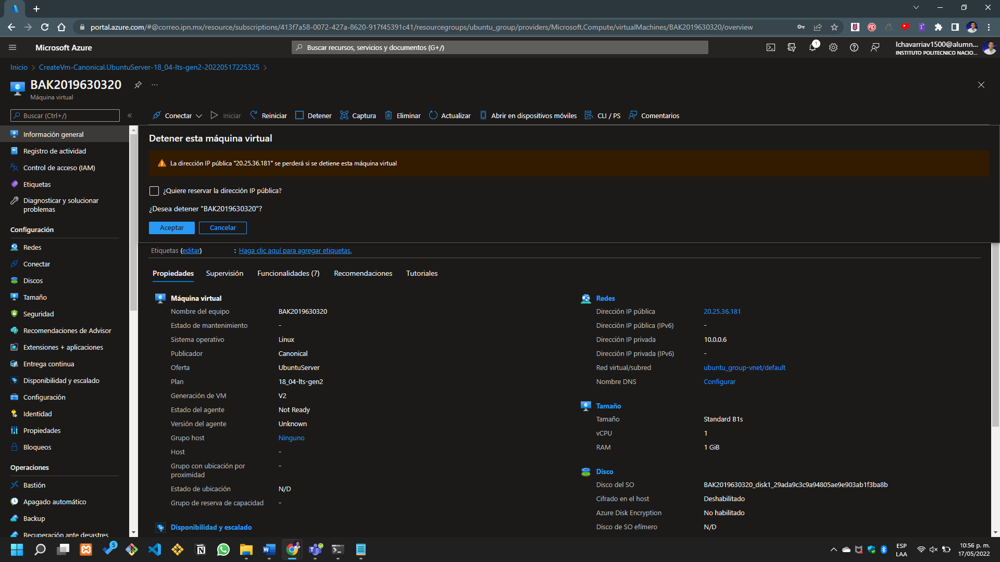 portal.azure.com/#@correo.ipn.mx/resource/subscriptions/413f7a58-0072-427a-8620-917f45391c41/resourcegroups/ubuntu_group/providers/Microsoft.Compute/virtualMachines/BAK2019630320/overview
Microsoft Azure
Buscar recursos, servicios y documentos (G+/)
1
lchavarriav1500@alumn...
INSTITUTO POLITECNICO NACIO...
Inicio
CreateVm-Canonical.UbuntuServer-18_04-lts-gen2-20220517225325
BAK2019630320
Máquina virtual
Buscar (Ctrl+/)
Conectar
Iniciar
Reiniciar
Detener
Captura
Eliminar
Actualizar
Abrir en dispositivos móviles
CLI / PS
Comentarios
Información general
Registro de actividad
Control de acceso (IAM)
Etiquetas
Diagnosticar y solucionar
problemas
Configuración
Redes
Conectar
Discos
Tamaño
Seguridad
Recomendaciones de Advisor
Extensiones + aplicaciones
Entrega continua
Disponibilidad y escalado
Configuración
Identidad
Propiedades
Bloqueos
Operaciones
Bastión
Apagado automático
Backup
Recuperación ante desastres
Detener esta máquina virtual
La dirección IP pública "20.25.36.181" se perderá si se detiene esta máquina virtual
¿Quiere reservar la dirección IP pública?
¿Desea detener "BAK2019630320"?
Aceptar
Cancelar
Etiquetas (editar) : Haga clic aquí para agregar etiquetas.
Propiedades
Supervisión
Funcionalidades (7)
Recomendaciones
Tutoriales
Máquina virtual
Nombre del equipo BAK2019630320
Estado de mantenimiento -
Sistema operativo Linux
Publicador Canonical
Oferta UbuntuServer
Plan 18_04-lts-gen2
Generación de VM V2
Estado del agente Not Ready
Versión del agente Unknown
Grupo host Ninguno
Host -
Grupo con ubicación por -
proximidad
Estado de ubicación N/D
Grupo de reserva de capacidad -
Disponibilidad y escalado
Redes
Dirección IP pública 20.25.36.181
Dirección IP pública (IPv6) -
Dirección IP privada 10.0.0.6
Dirección IP privada (IPv6) -
Red virtual/subred ubuntu_group-vnet/default
Nombre DNS Configurar
Tamaño
Tamaño Standard B1s
vCPU 1
RAM 1 GiB
Disco
Disco del SO BAK2019630320_disk1_29ada9c3c9a94805ae9e903ab1f3ba8b
Cifrado en el host Deshabilitado
Azure Disk Encryption No habilitado
Disco de SO efímero N/D
5
ESP
LAA
10:56 p. m.
17/05/2022